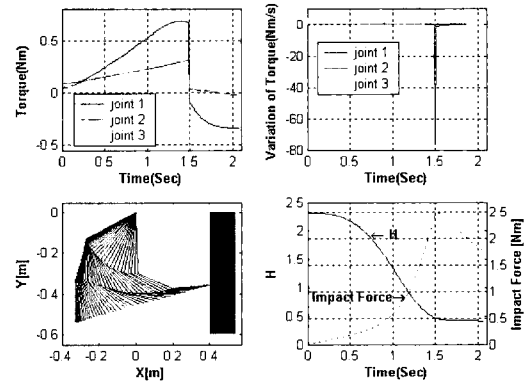 Torque(Nm)
0.5
0
-0.5
joint 1
joint 2
joint 3
0 0.5 1 1.5 2
Time(Sec)
Variation of Torque(Nm/s)
0
-20
-40
-60
-80
joint 1
joint 2
joint 3
0 0.5 1 1.5 2
Time(Sec)
Y[m]
0
-0.2
-0.4
-0.6
-0.4 -0.2 0 0.2 0.4
X[m]
H
2.5
2
1.5
1
0.5
0
H
Impact Force
2.5
2
1.5
1
0.5
0
Impact Force [Nm]
0 0.5 1 1.5 2
Time(Sec)